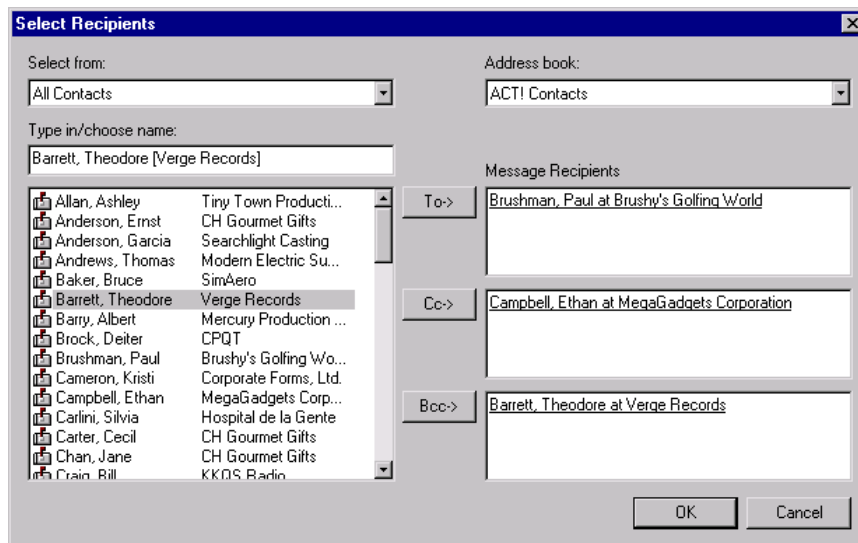 Select Recipients
Select from:
Address book:
All Contacts
ACT! Contacts
Type in/choose name:
Barrett, Theodore [Verge Records]
Message Recipients
Allan, Ashley Tiny Town Producti...
Anderson, Ernst CH Gourmet Gifts
Anderson, Garcia Searchlight Casting
Andrews, Thomas Modern Electric Su...
Baker, Bruce SimAero
Barrett, Theodore Verge Records
Barry, Albert Mercury Production ...
Brock, Deiter CPQT
Brushman, Paul Brushy's Golfing Wo...
Cameron, Kristi Corporate Forms, Ltd.
Campbell, Ethan MegaGadgets Corp...
Carlini, Silvia Hospital de la Gente
Carter, Cecil CH Gourmet Gifts
Chan, Jane CH Gourmet Gifts
Craig, Bill KKQS Radio
To->
Brushman, Paul at Brushy's Golfing World
Cc->
Campbell, Ethan at MegaGadgets Corporation
Bcc->
Barrett, Theodore at Verge Records
OK
Cancel